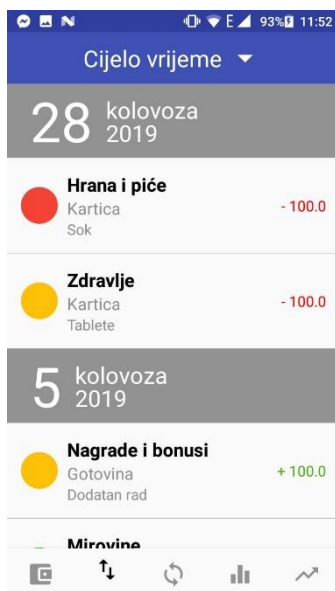 E 93% 11:52
Cijelo vrijeme
28 kolovoza
2019
Hrana i piće
Kartica - 100.0
Sok
Zdravlje
Kartica - 100.0
Tablete
5 kolovoza
2019
Nagrade i bonusi
Gotovina + 100.0
Dodatan rad
Mirovine